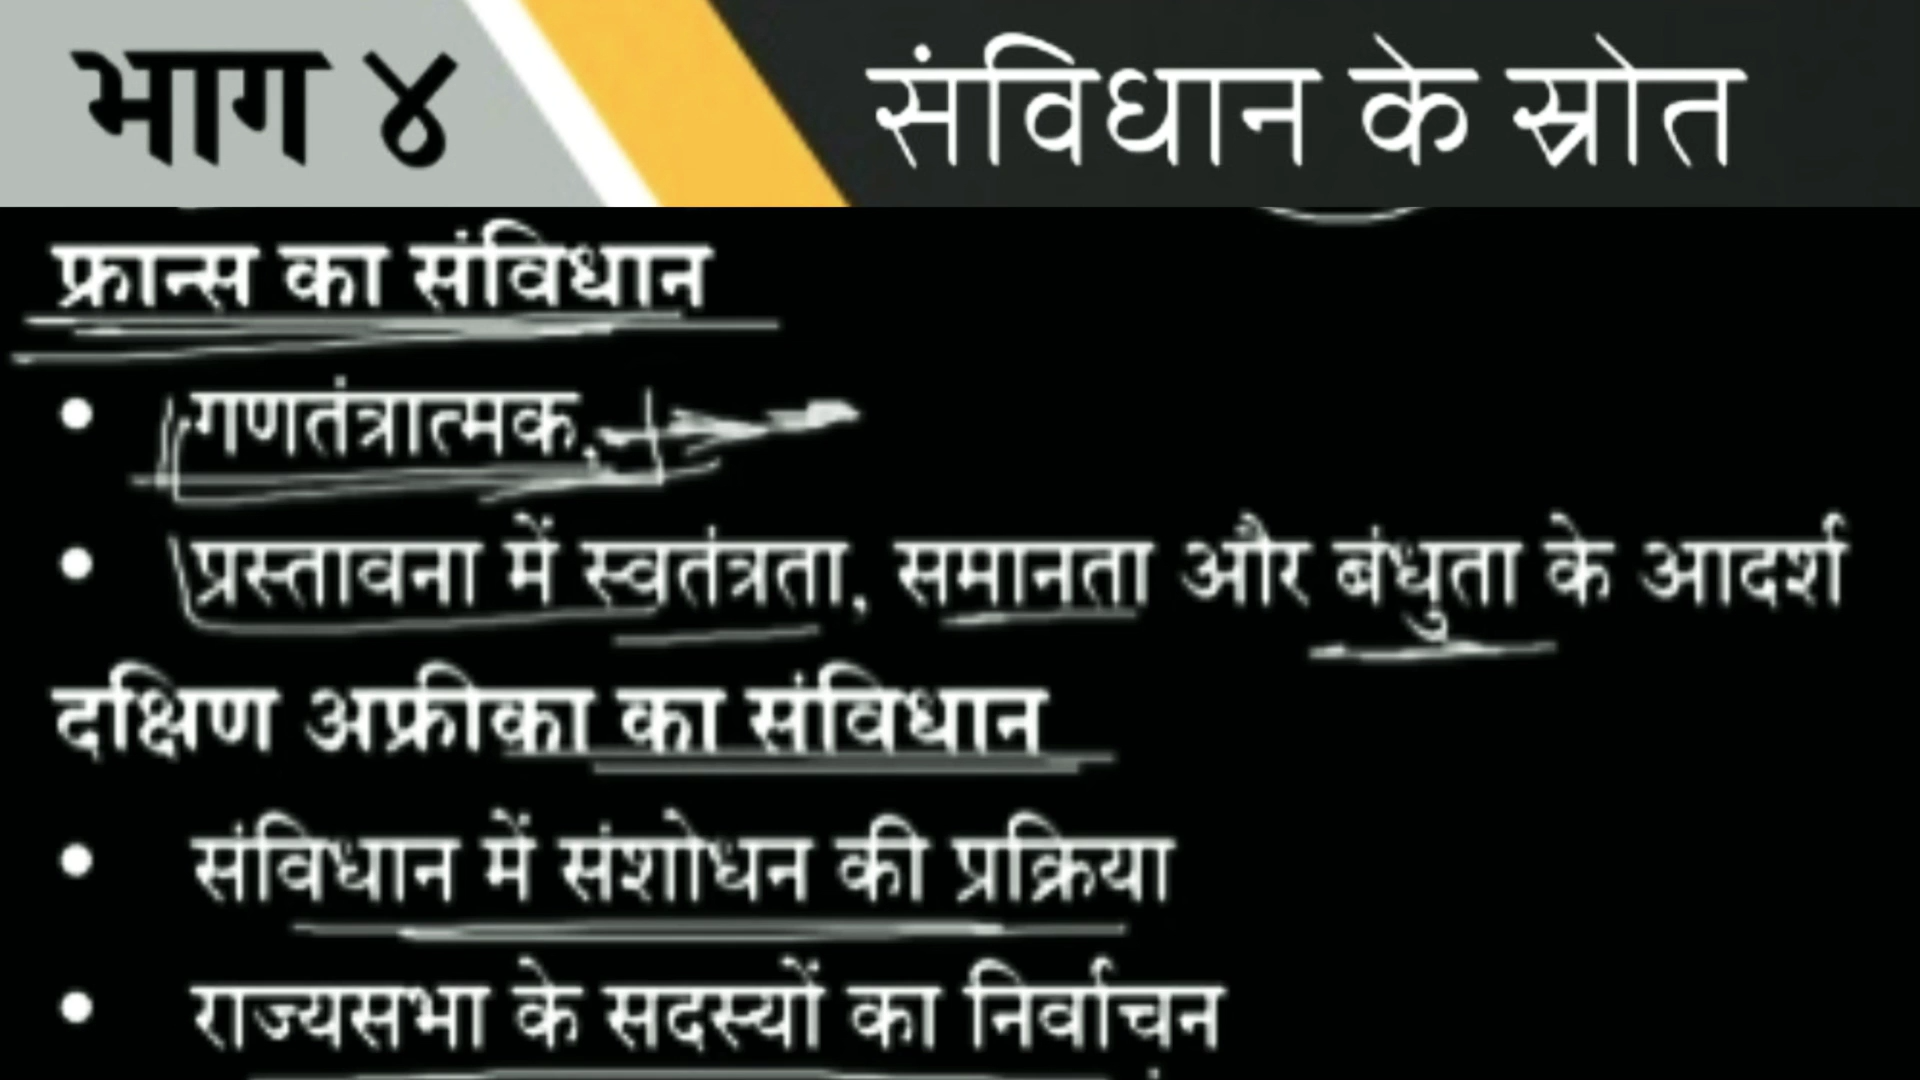 भाग ४
संविधान के स्रोत
फ्रान्स का संविधान
• गणतंत्रात्मक,
• प्रस्तावना में स्वतंत्रता, समानता और बंधुता के आदर्श
दक्षिण अफ्रीका का संविधान
• संविधान में संशोधन की प्रक्रिया
• राज्यसभा के सदस्यों का निर्वाचन